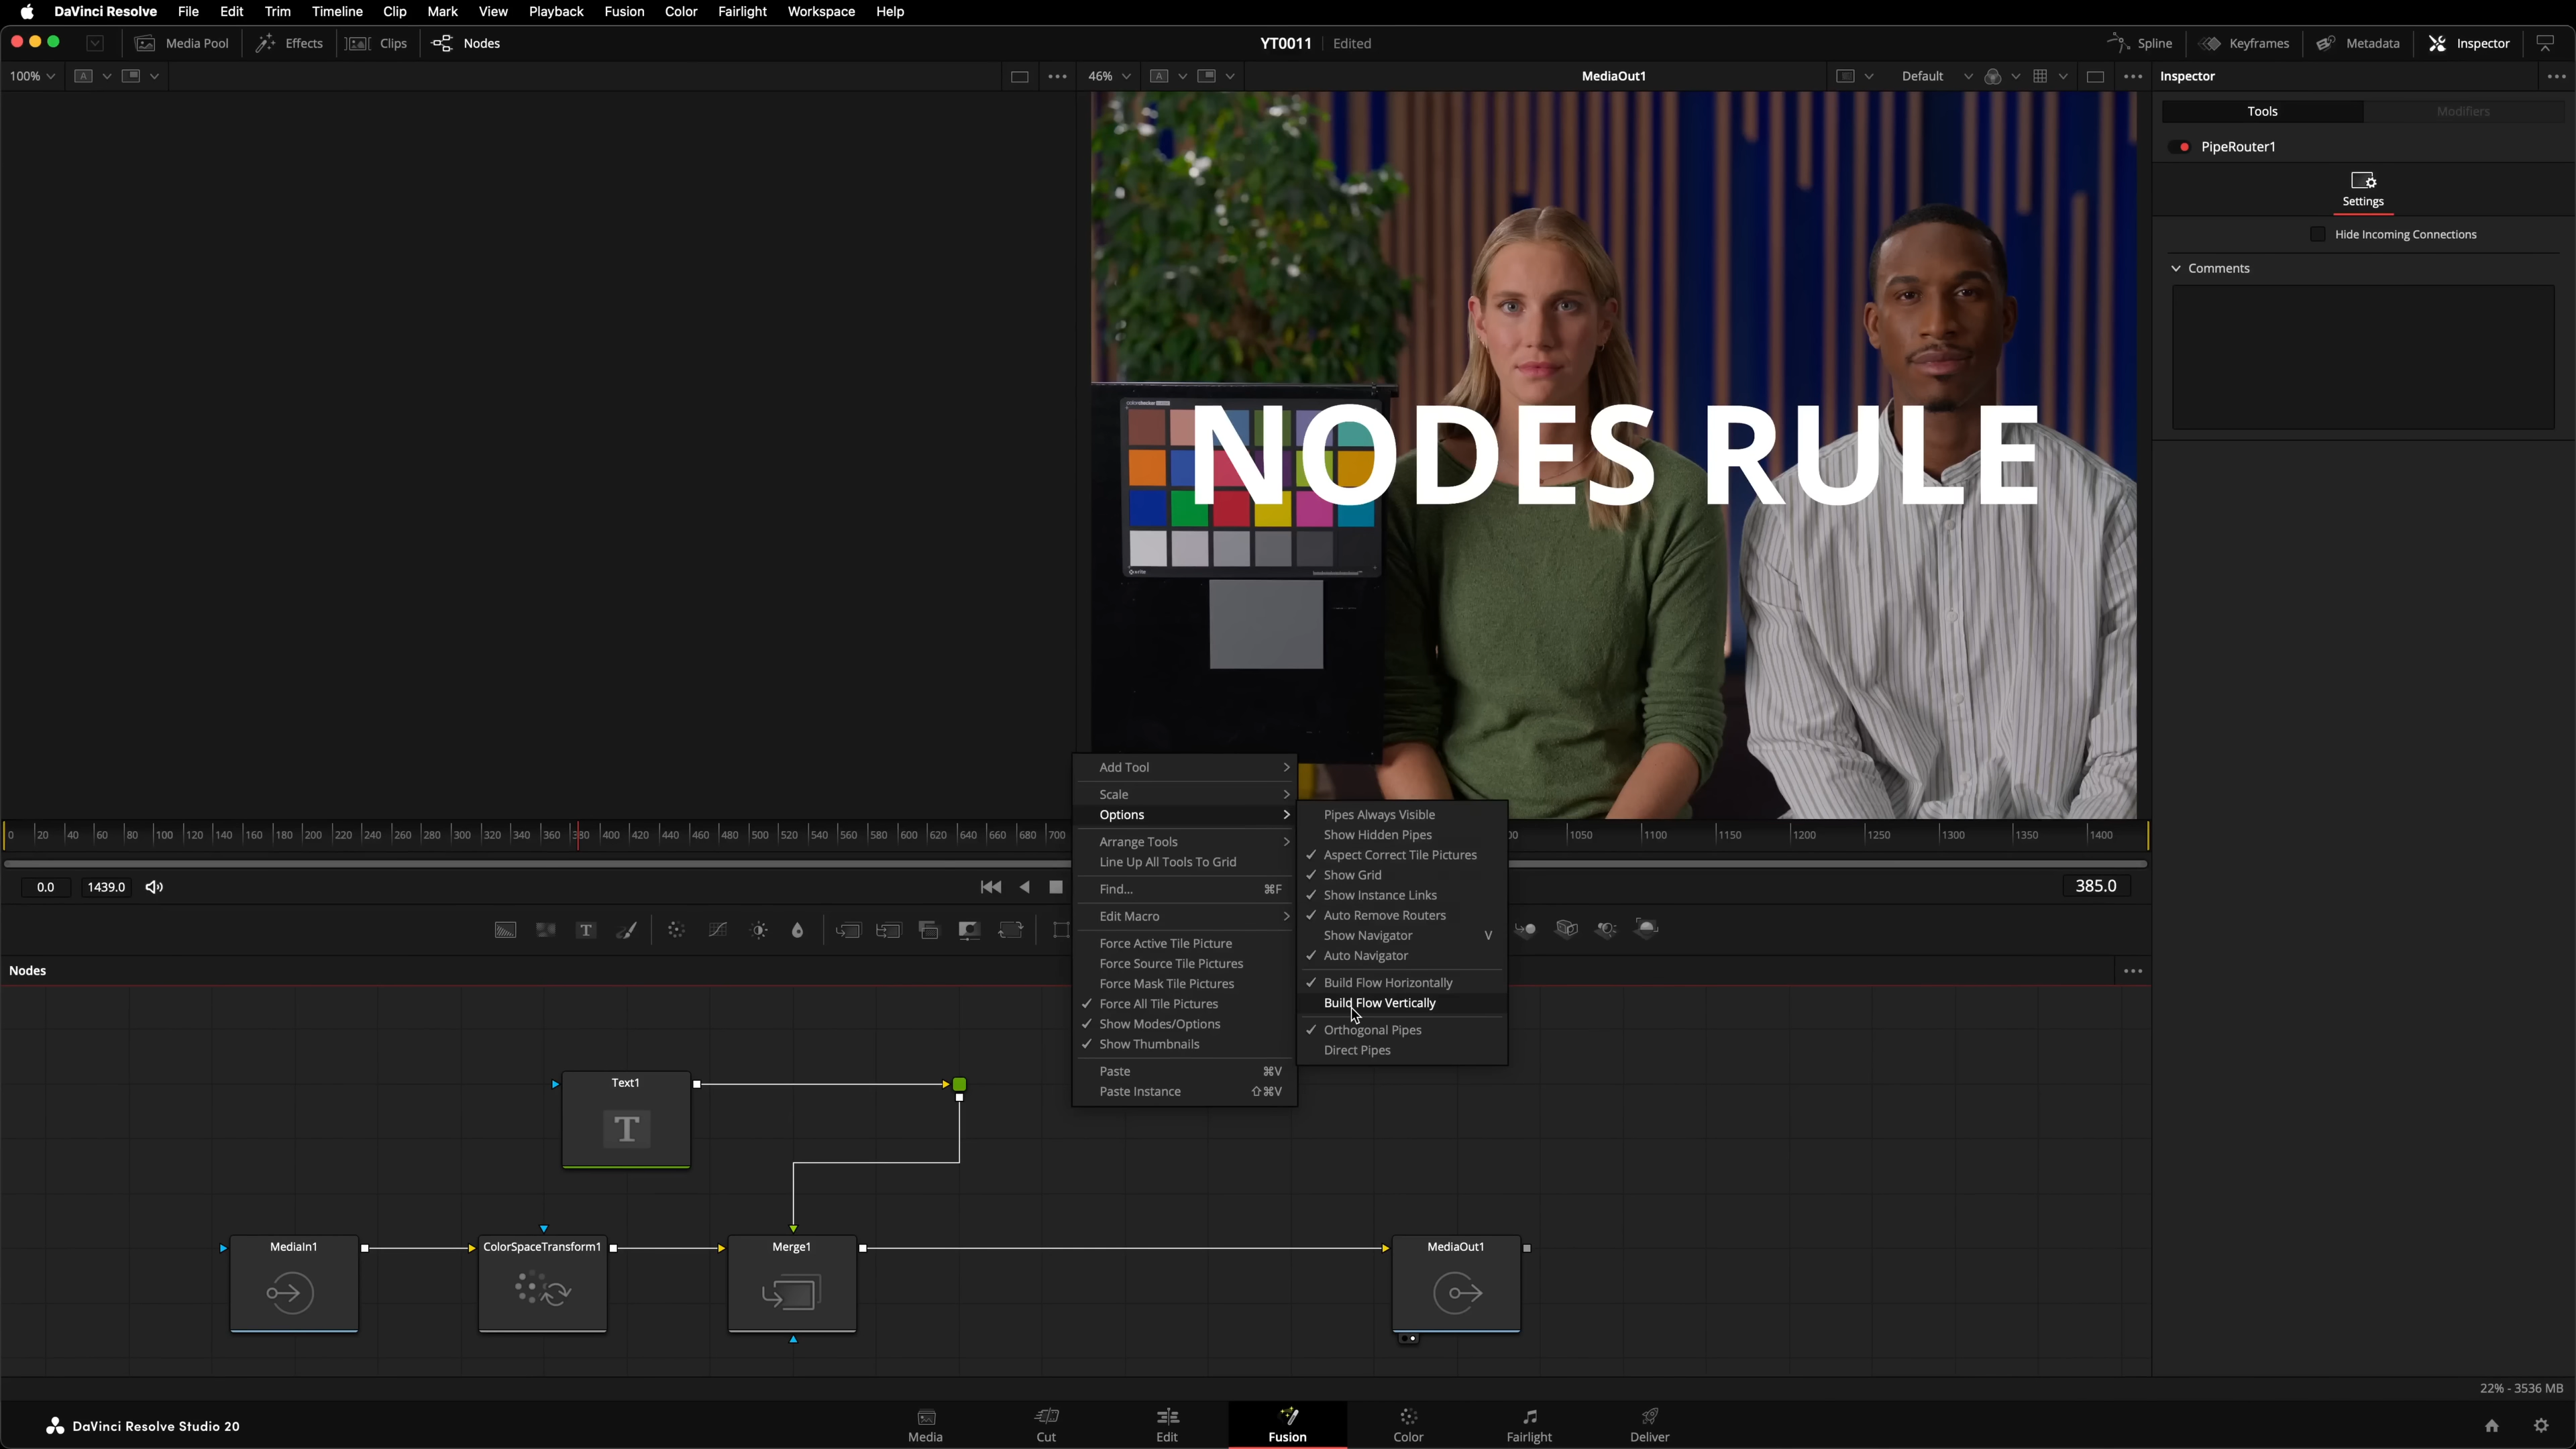 DaVinci Resolve File Edit Trim Timeline Clip Mark View Playback Fusion Color Fairlight Workspace Help
Media Pool Effects Clips Nodes YT0011 Edited Spline Keyframes Metadata Inspector
100% A 46% A MediaOut1 Default Inspector
Tools Modifiers
PipeRouter1
Settings
Hide Incoming Connections
Comments
NODES RULE
Add Tool
Scale
Options
Arrange Tools
Line Up All Tools To Grid
Find... ⌘F
Edit Macro
Force Active Tile Picture
Force Source Tile Pictures
Force Mask Tile Pictures
✓ Force All Tile Pictures
✓ Show Modes/Options
✓ Show Thumbnails
Paste ⌘V
Paste Instance ⇧⌘V
Pipes Always Visible
Show Hidden Pipes
✓ Aspect Correct Tile Pictures
✓ Show Grid
✓ Show Instance Links
✓ Auto Remove Routers
Show Navigator V
✓ Auto Navigator
✓ Build Flow Horizontally
Build Flow Vertically
✓ Orthogonal Pipes
Direct Pipes
0 20 40 60 80 100 120 140 160 180 200 220 240 260 280 300 320 340 360 380 400 420 440 460 480 500 520 540 560 580 600 620 640 660 680 700 1050 1100 1150 1200 1250 1300 1350 1400
0.0 1439.0 385.0
T
Nodes
Text1
T
MediaIn1 ColorSpaceTransform1 Merge1 MediaOut1
22% - 3536 MB
DaVinci Resolve Studio 20
Media Cut Edit Fusion Color Fairlight Deliver